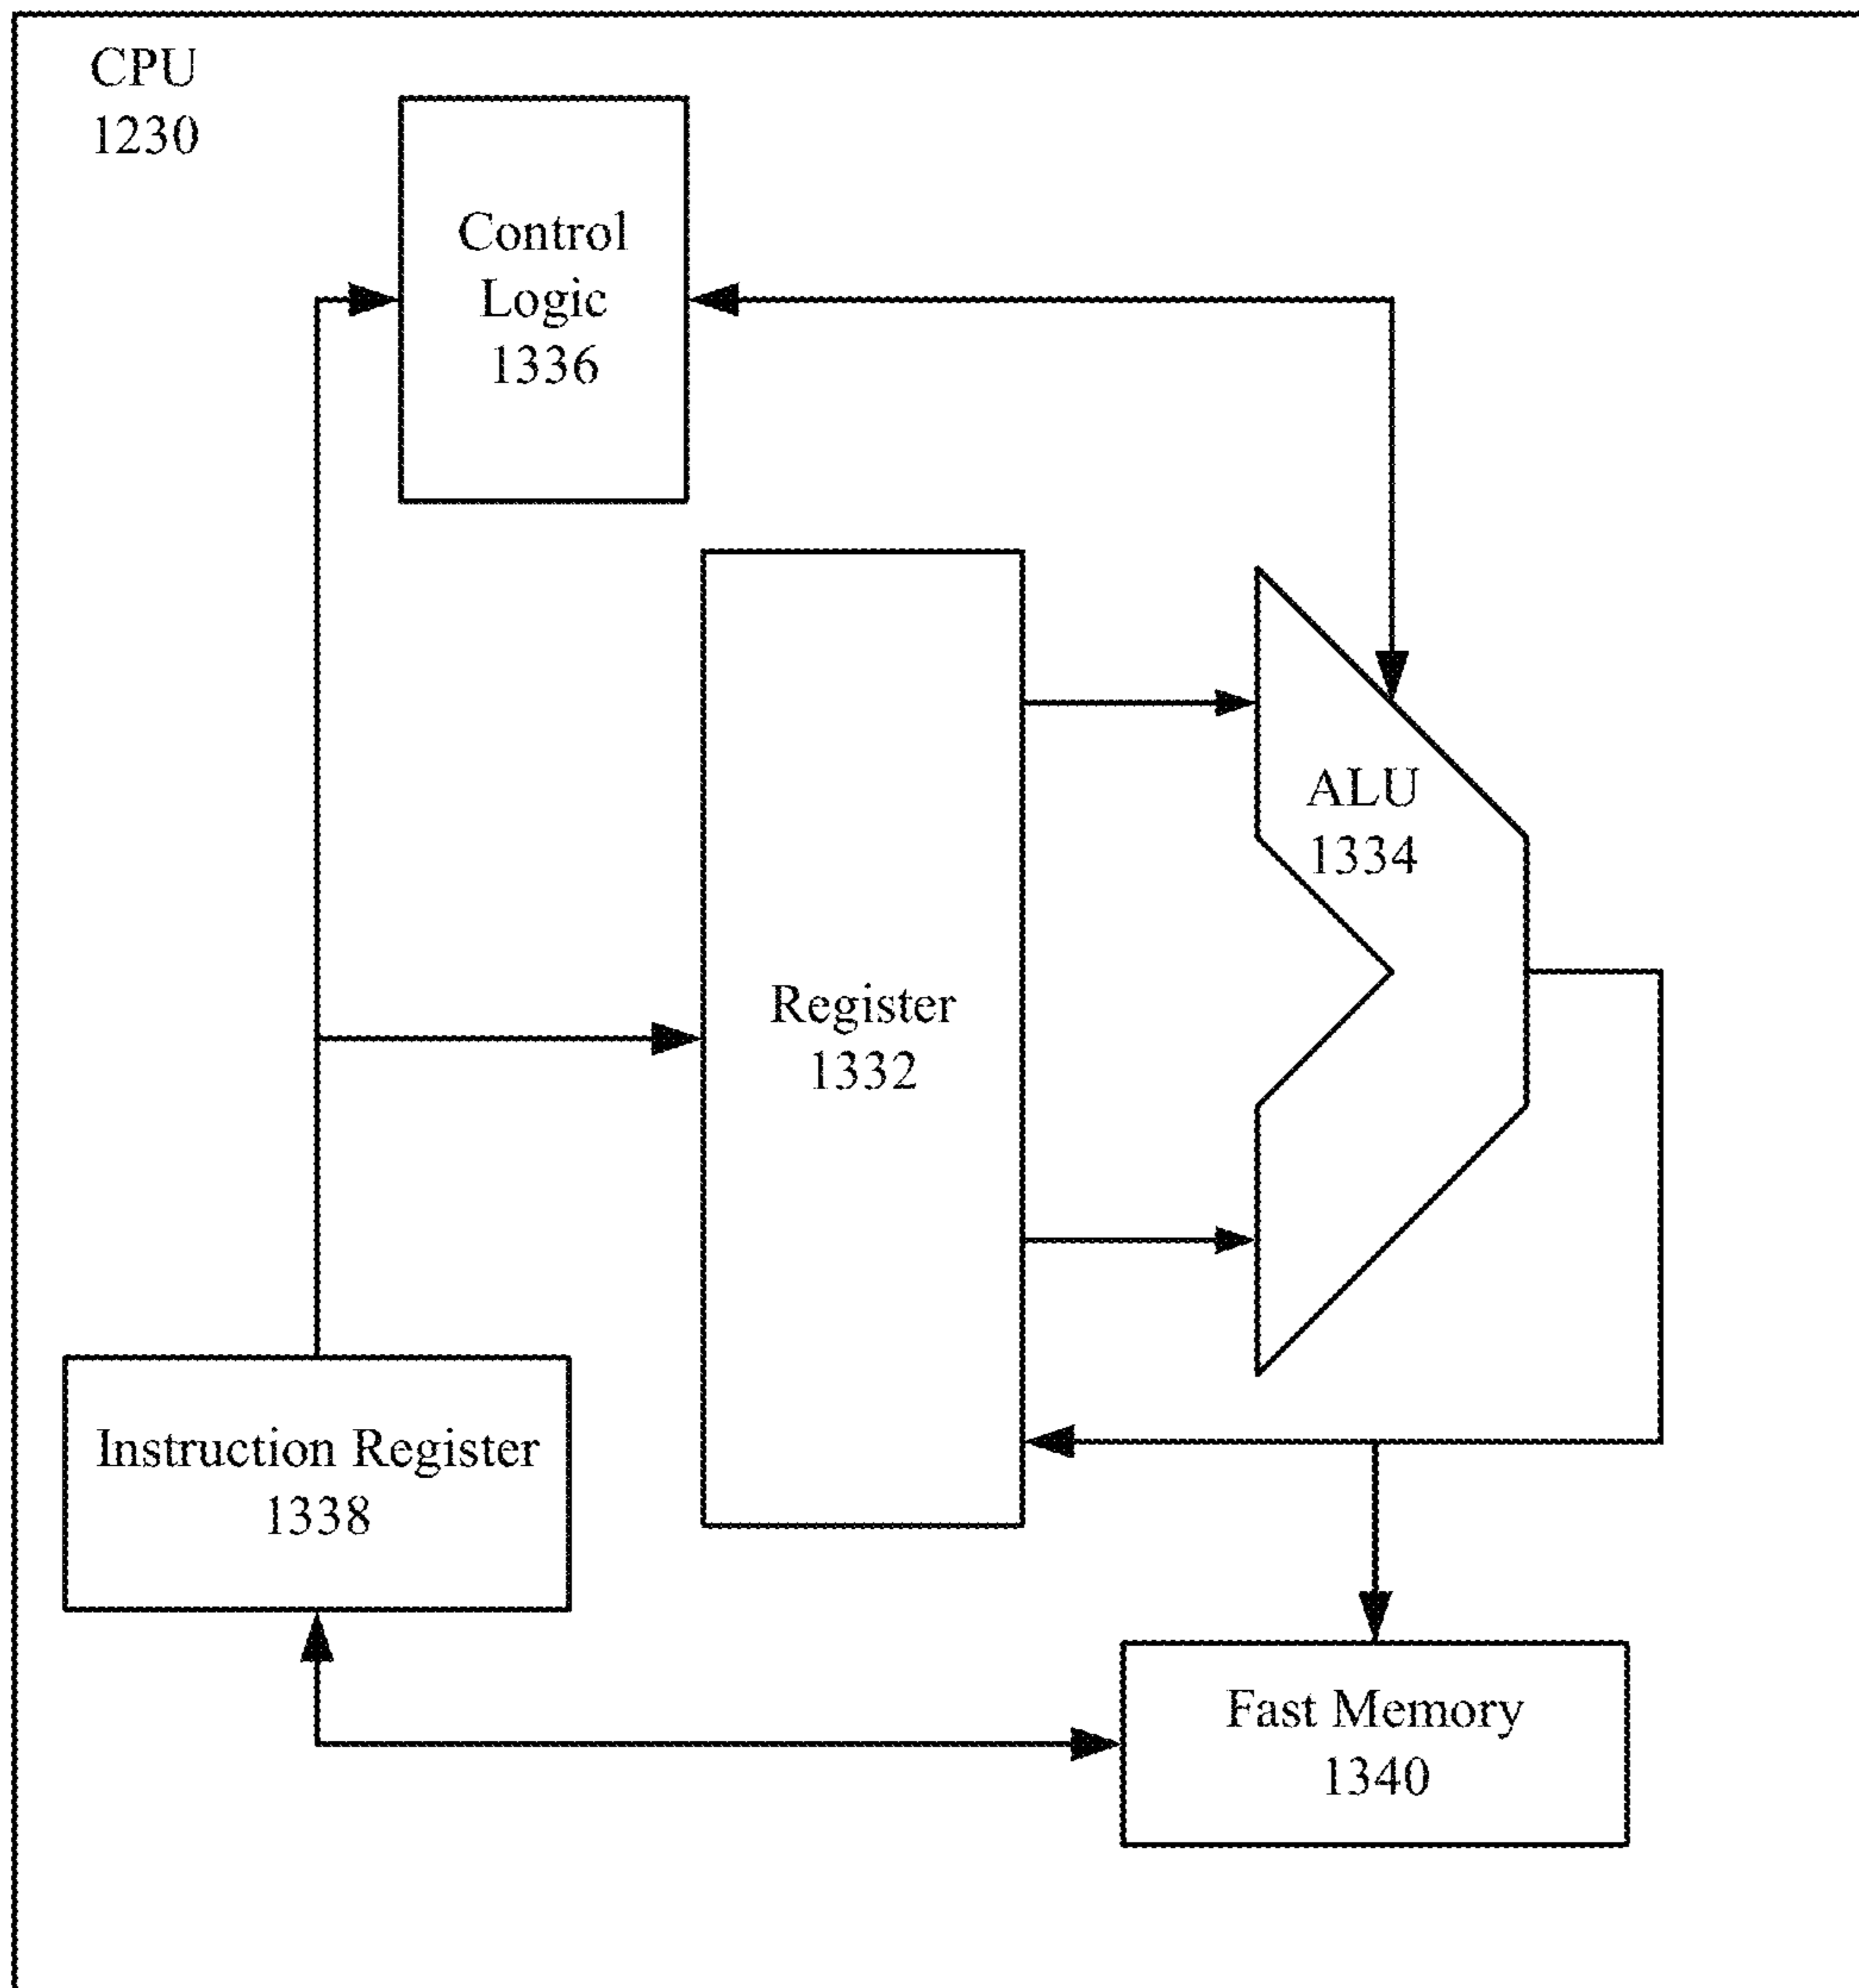 CPU
1230
Control
Logic
1336
ALU
1334
Register
1332
Instruction Register
1338
Fast Memory
1340